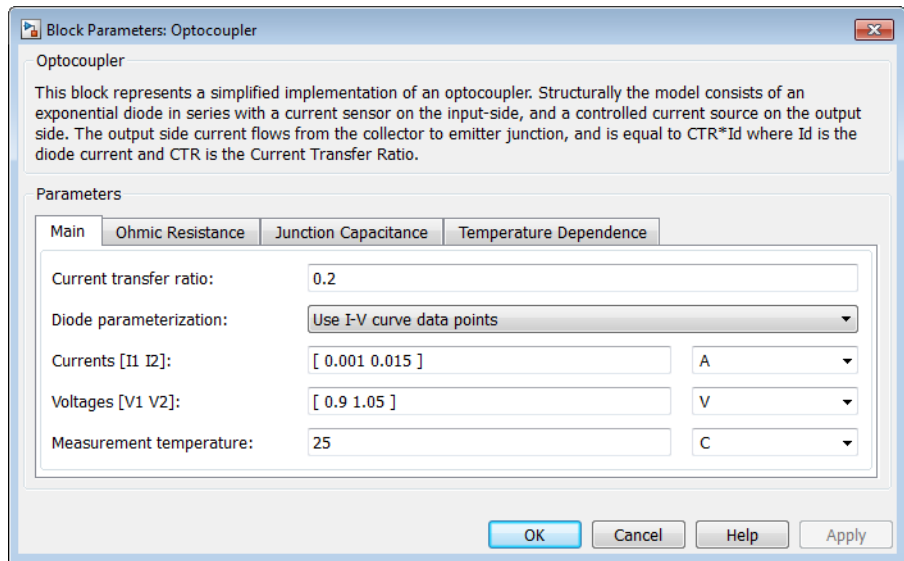 Block Parameters: Optocoupler
Optocoupler
This block represents a simplified implementation of an optocoupler. Structurally the model consists of an
exponential diode in series with a current sensor on the input-side, and a controlled current source on the output
side. The output side current flows from the collector to emitter junction, and is equal to CTR*Id where Id is the
diode current and CTR is the Current Transfer Ratio.
Parameters
Main Ohmic Resistance Junction Capacitance Temperature Dependence
Current transfer ratio: 0.2
Diode parameterization: Use I-V curve data points
Currents [I1 I2]: [ 0.001 0.015 ] A
Voltages [V1 V2]: [ 0.9 1.05 ] V
Measurement temperature: 25 C
OK Cancel Help Apply